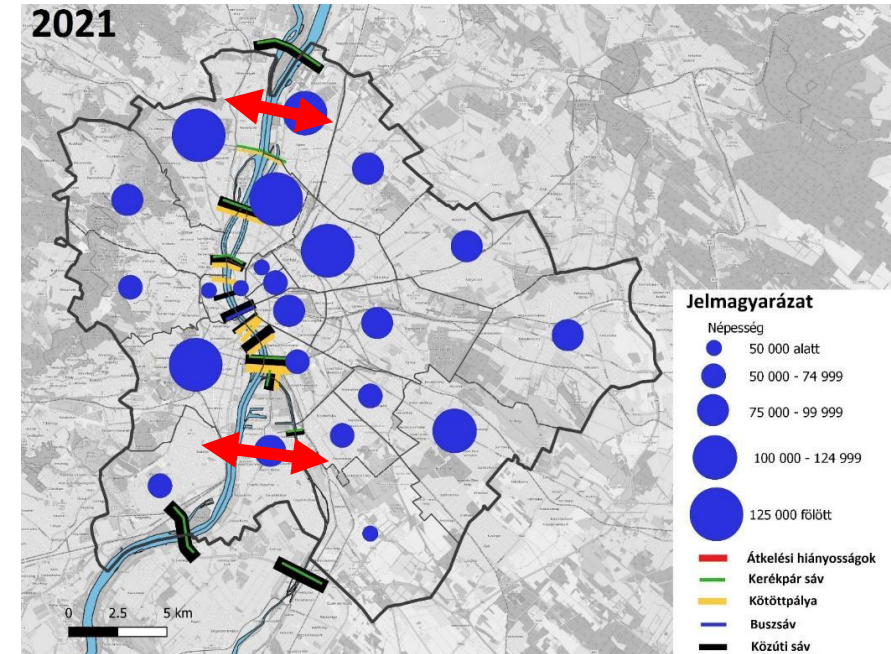 2021
Jelmagyarázat
Népesség
50 000 alatt
50 000 - 74 999
75 000 - 99 999
100 000 - 124 999
125 000 fölött
Átkelési hiányosságok
Kerékpár sáv
Kötöttpálya
Buszsáv
Közúti sáv
0 2.5 5 km